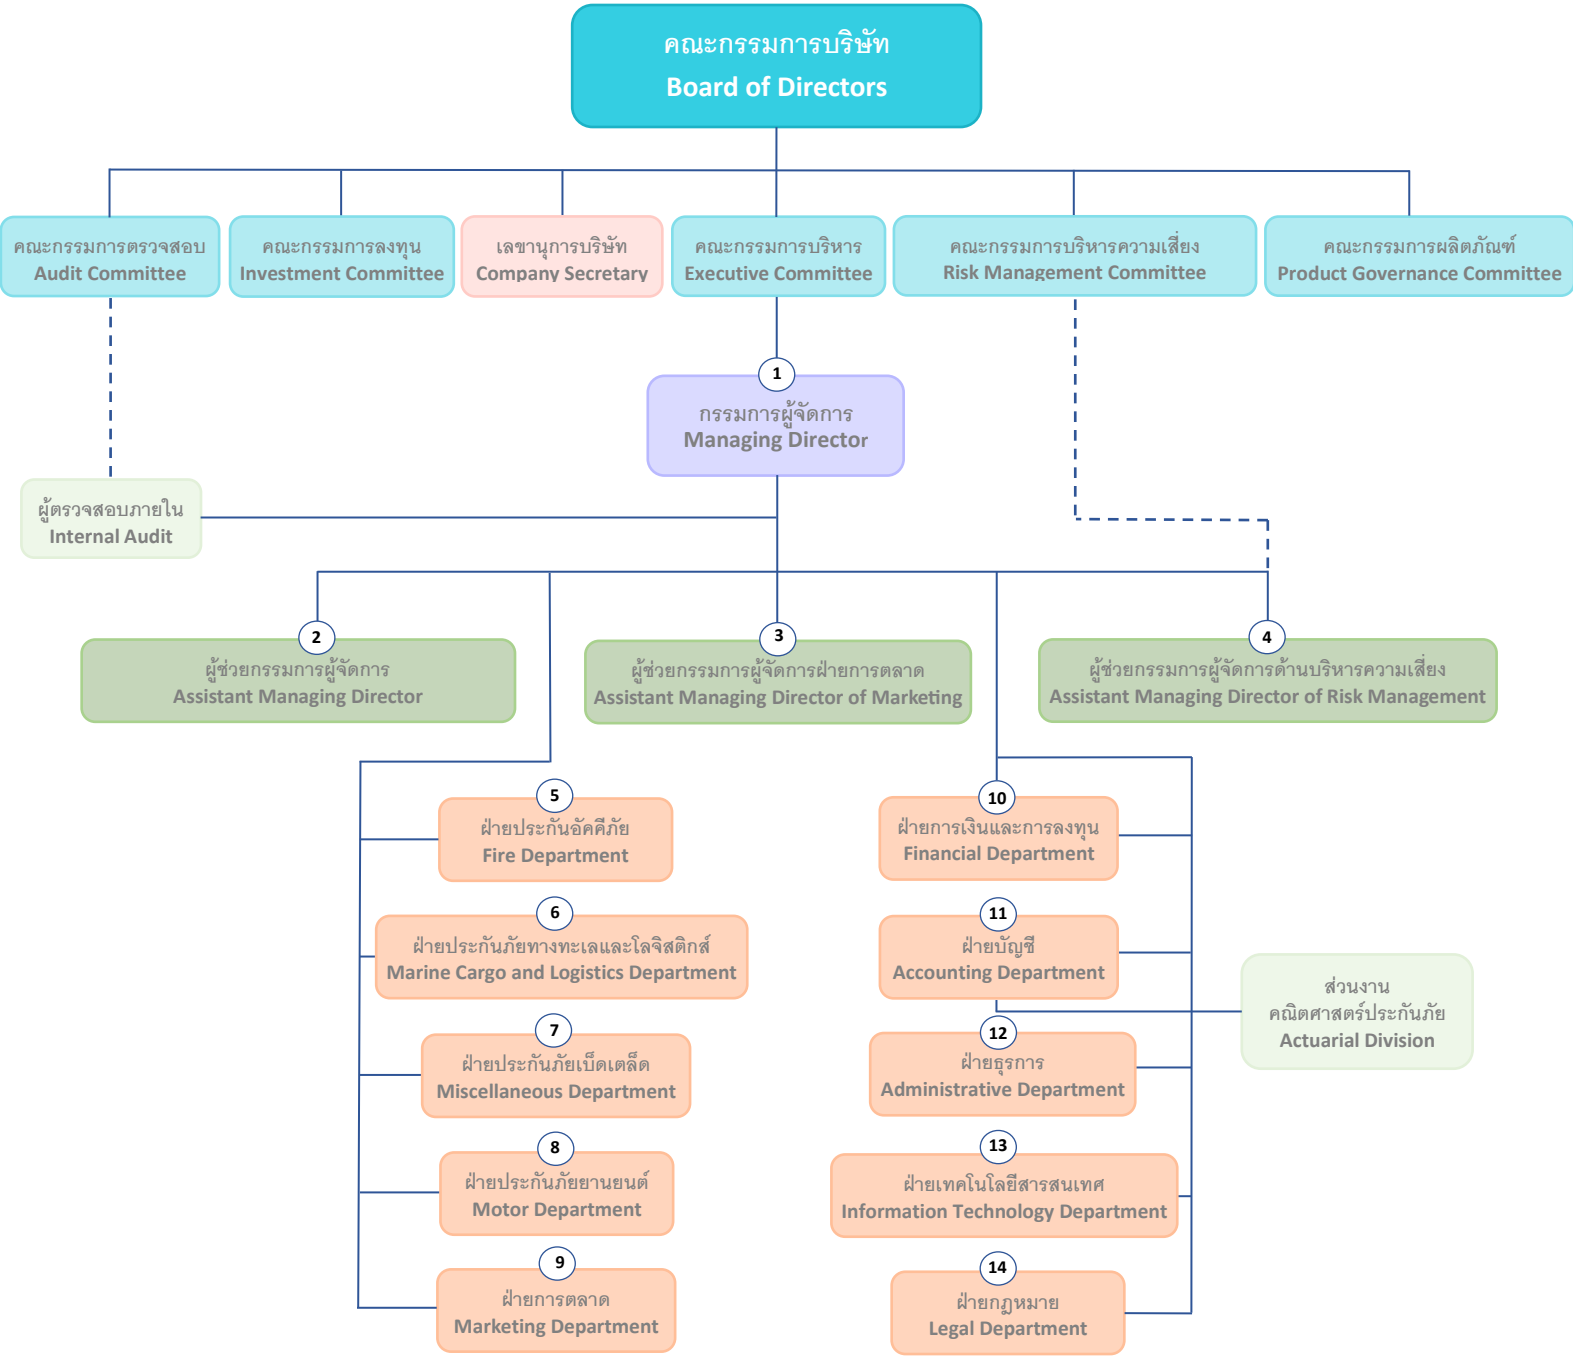 คณะกรรมการบริษัท
Board of Directors
คณะกรรมการตรวจสอบ
Audit Committee
คณะกรรมการลงทุน
Investment Committee
เลขานุการบริษัท
Company Secretary
คณะกรรมการบริหาร
Executive Committee
คณะกรรมการบริหารความเสี่ยง
Risk Management Committee
คณะกรรมการผลิตภัณฑ์
Product Governance Committee
1
กรรมการผู้จัดการ
Managing Director
ผู้ตรวจสอบภายใน
Internal Audit
2
ผู้ช่วยกรรมการผู้จัดการ
Assistant Managing Director
3
ผู้ช่วยกรรมการผู้จัดการฝ่ายการตลาด
Assistant Managing Director of Marketing
4
ผู้ช่วยกรรมการผู้จัดการด้านบริหารความเสี่ยง
Assistant Managing Director of Risk Management
5
ฝ่ายประกันอัคคีภัย
Fire Department
6
ฝ่ายประกันภัยทางทะเลและโลจิสติกส์
Marine Cargo and Logistics Department
7
ฝ่ายประกันภัยเบ็ดเตล็ด
Miscellaneous Department
8
ฝ่ายประกันภัยยานยนต์
Motor Department
9
ฝ่ายการตลาด
Marketing Department
10
ฝ่ายการเงินและการลงทุน
Financial Department
11
ฝ่ายบัญชี
Accounting Department
ส่วนงาน
คณิตศาสตร์ประกันภัย
Actuarial Division
12
ฝ่ายธุรการ
Administrative Department
13
ฝ่ายเทคโนโลยีสารสนเทศ
Information Technology Department
14
ฝ่ายกฎหมาย
Legal Department